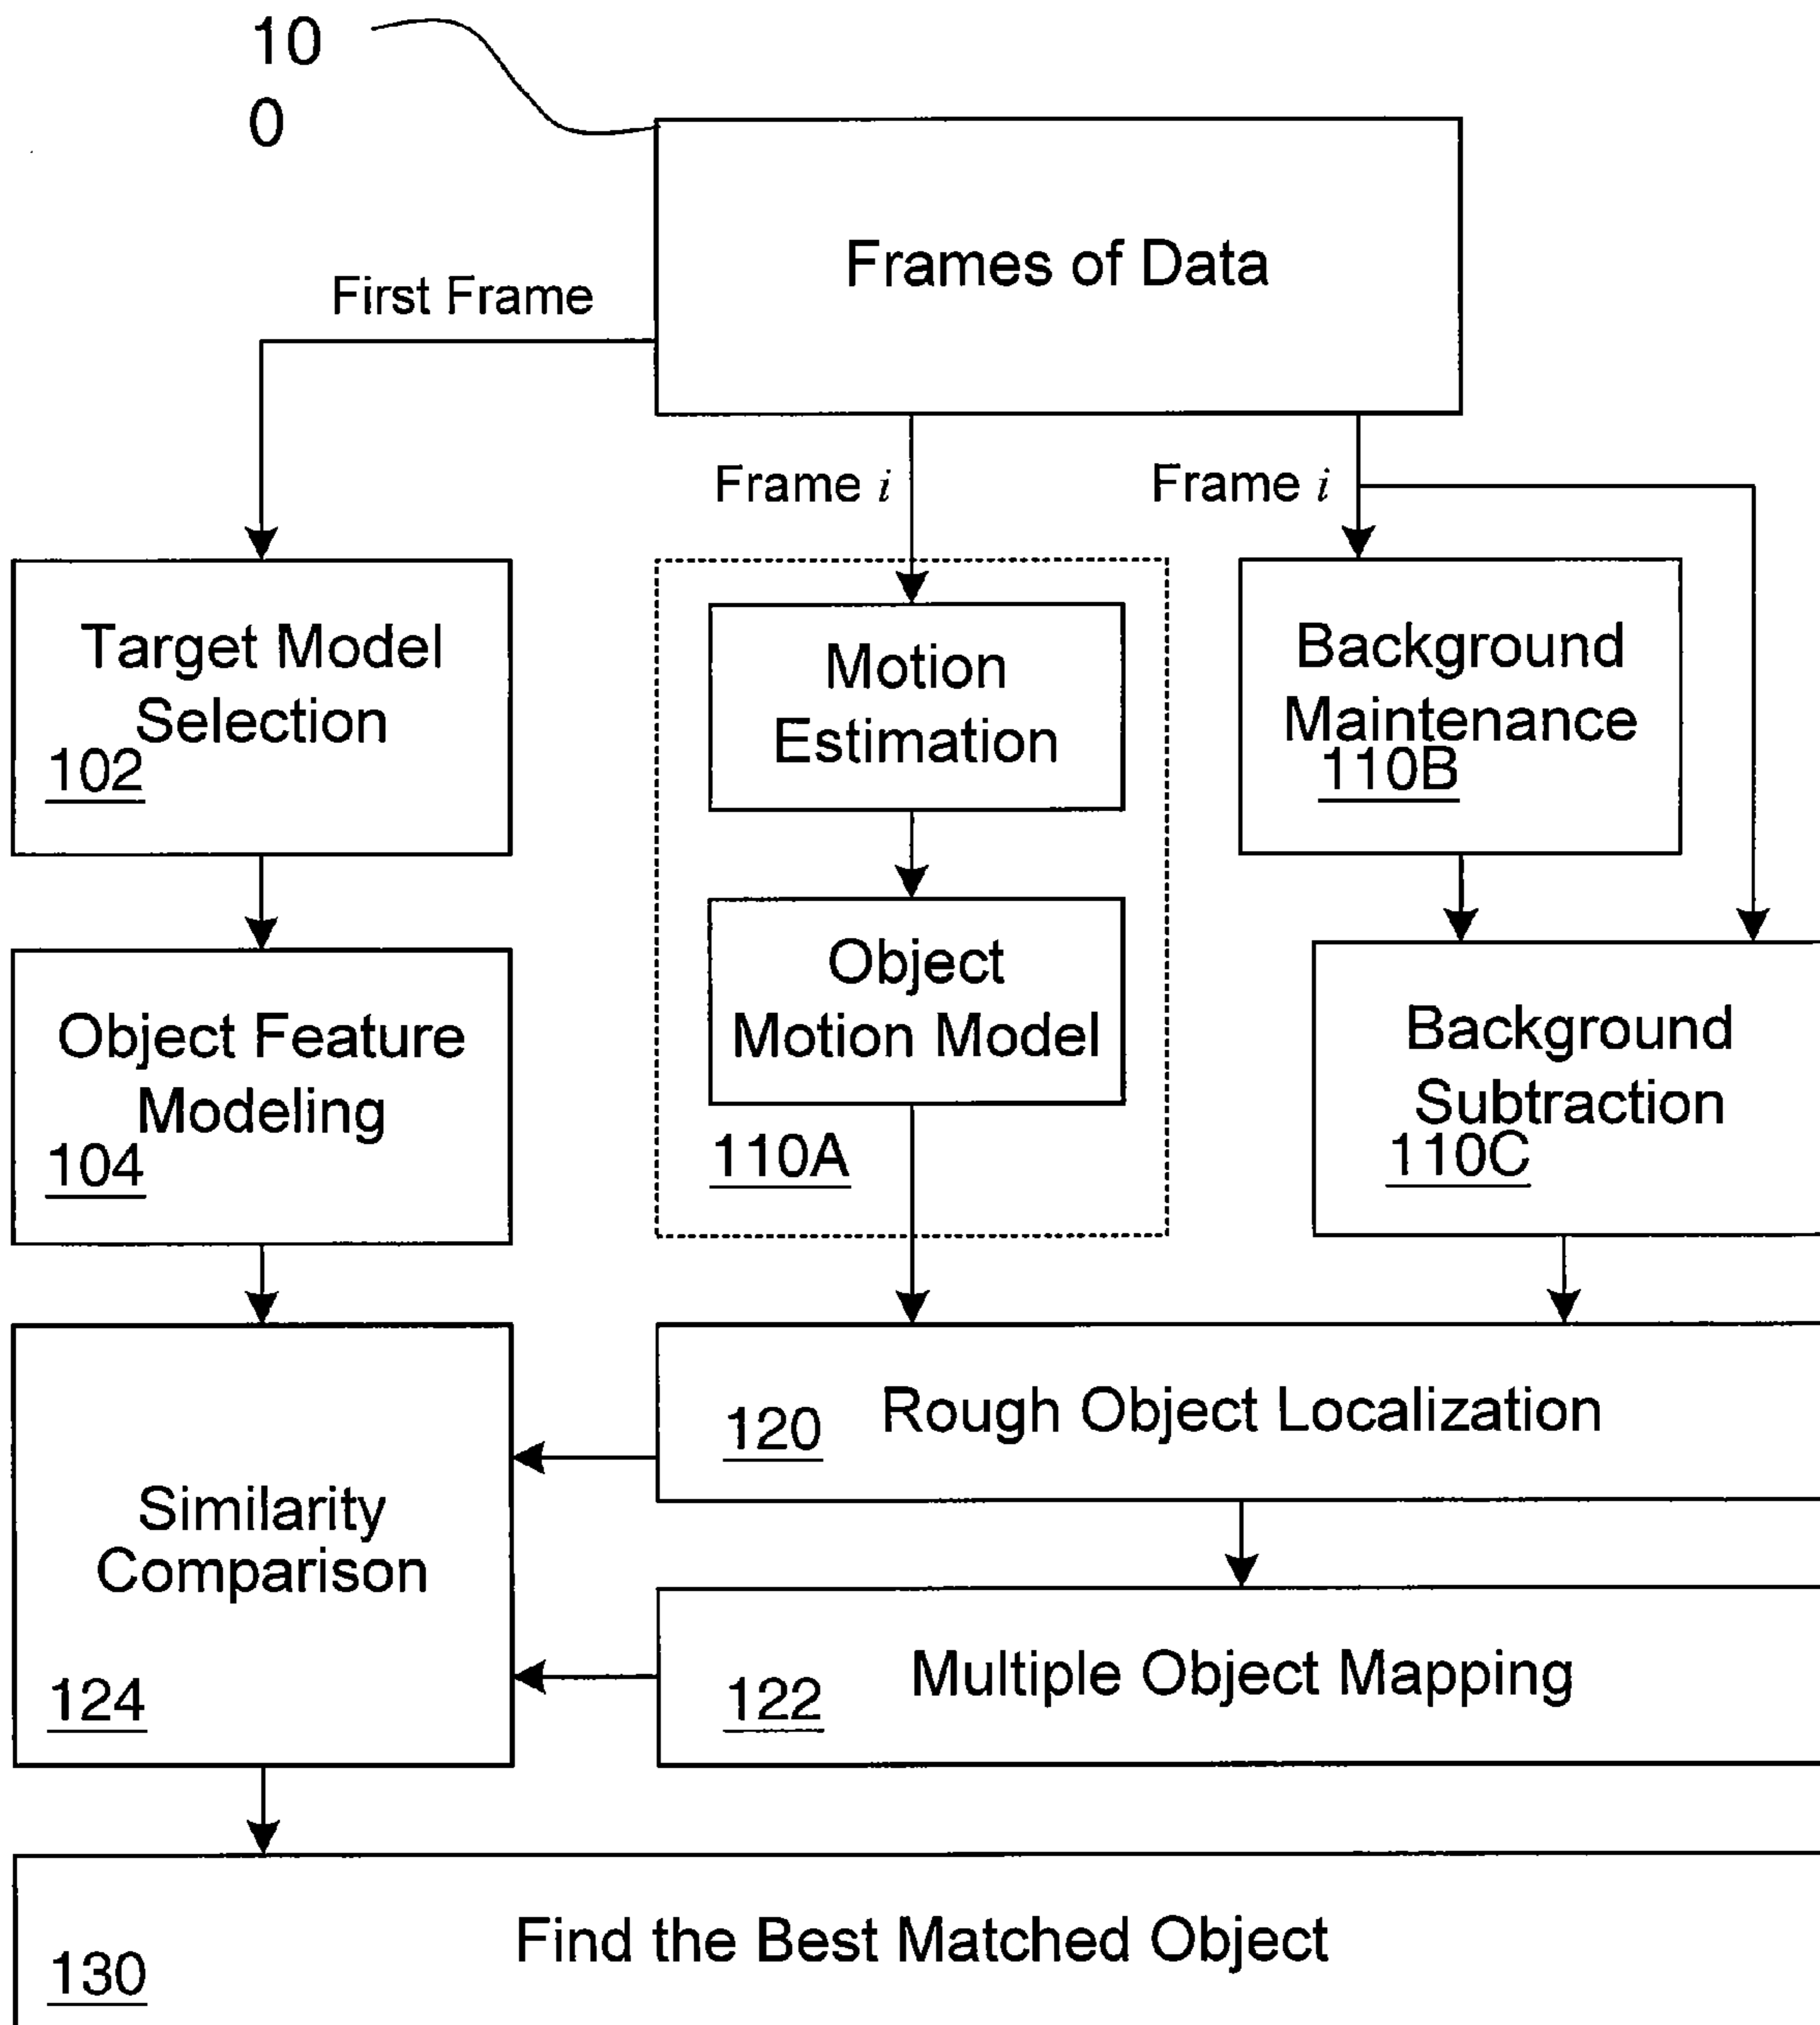 10
0
Frames of Data
First Frame
Frame i
Frame i
Target Model
Selection
102
Motion
Estimation
Background
Maintenance
110B
Object Feature
Modeling
104
Object
Motion Model
110A
Background
Subtraction
110C
Rough Object Localization
120
Similarity
Comparison
124
Multiple Object Mapping
122
Find the Best Matched Object
130